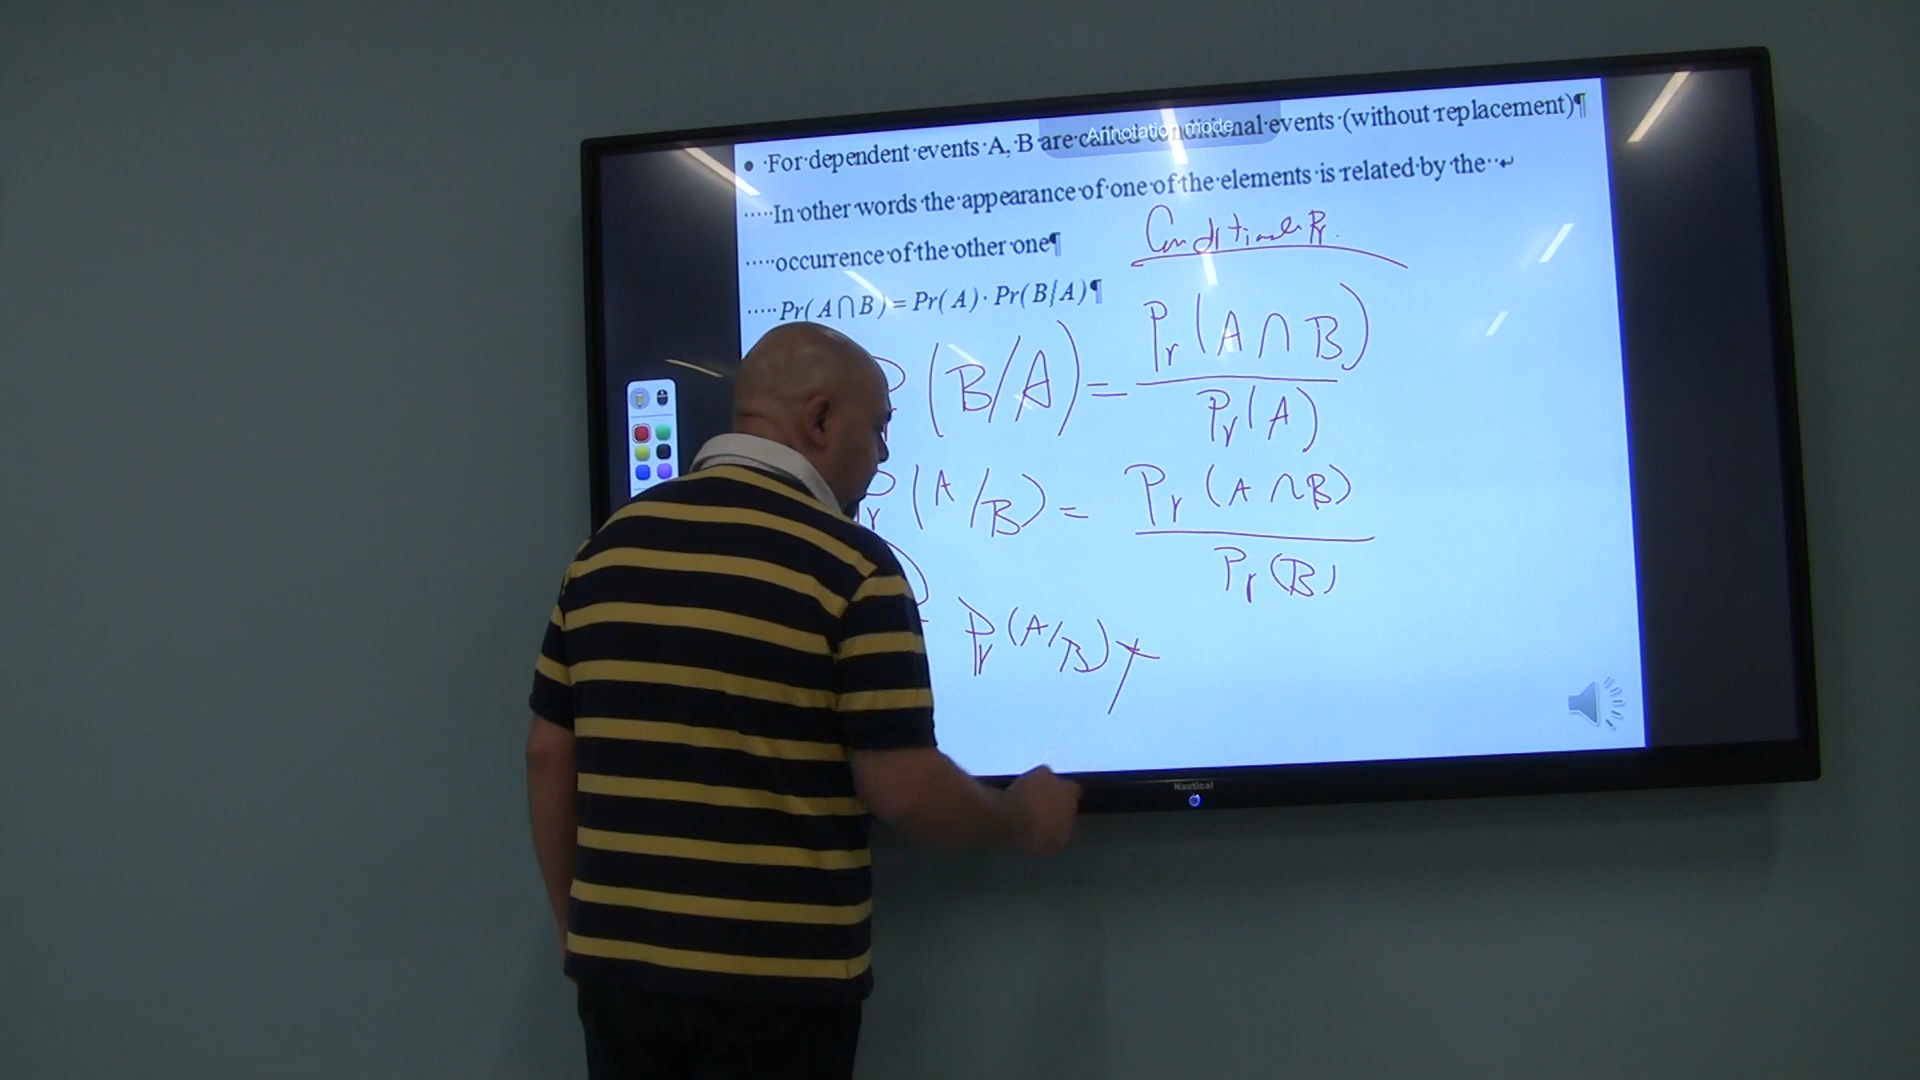 • ·For·dependent·events·A,·B·are·called·conditional·events·(without·replacement)¶
Annotation mode
·····In·other·words·the·appearance·of·one·of·the·elements·is·related·by·the··↵
·····occurrence·of·the·other·one¶
Conditional Pr.
·····Pr(A⋂B)=Pr(A)·Pr(B/A)¶
Pr(B/A) = Pr(A∩B) / Pr(A)
Pr(A/B) = Pr(A∩B) / Pr(B)
Pr(A/B)
Nautical